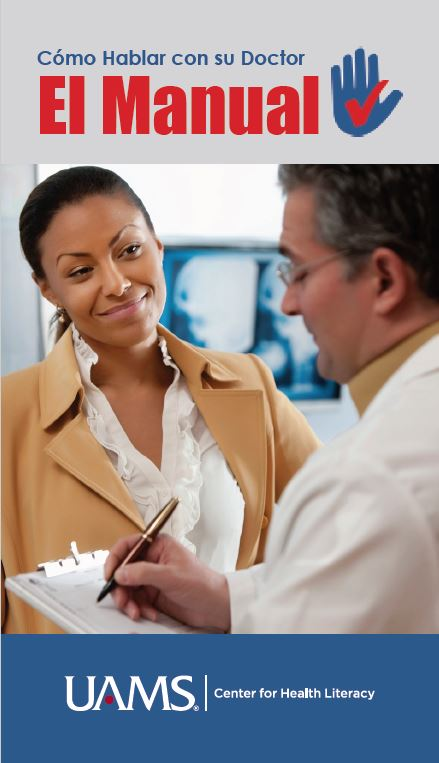 Cómo Hablar con su Doctor
El Manual
UAMS® Center for Health Literacy